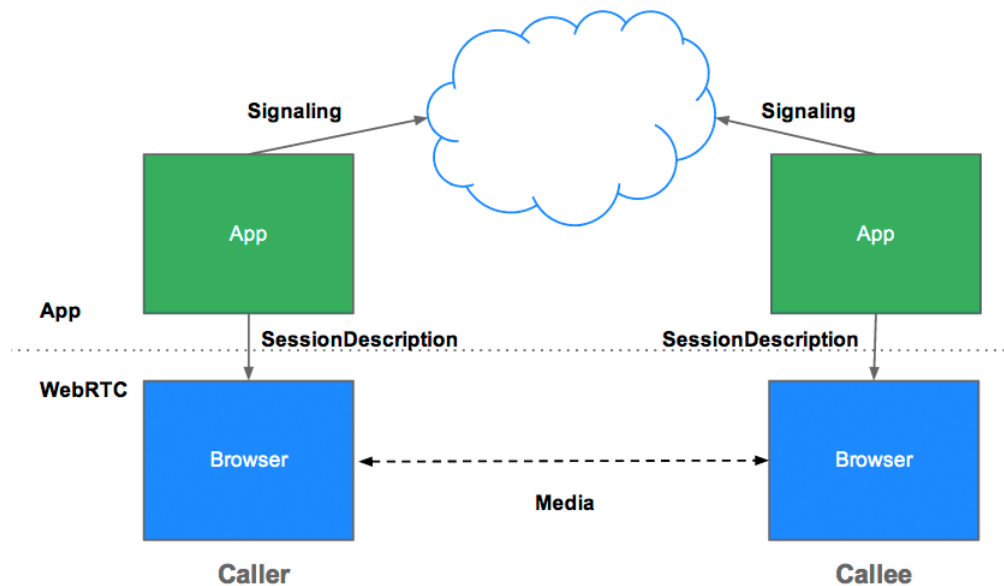 Signaling
Signaling
App
App
App
SessionDescription
SessionDescription
WebRTC
Browser
Browser
Media
Caller
Callee